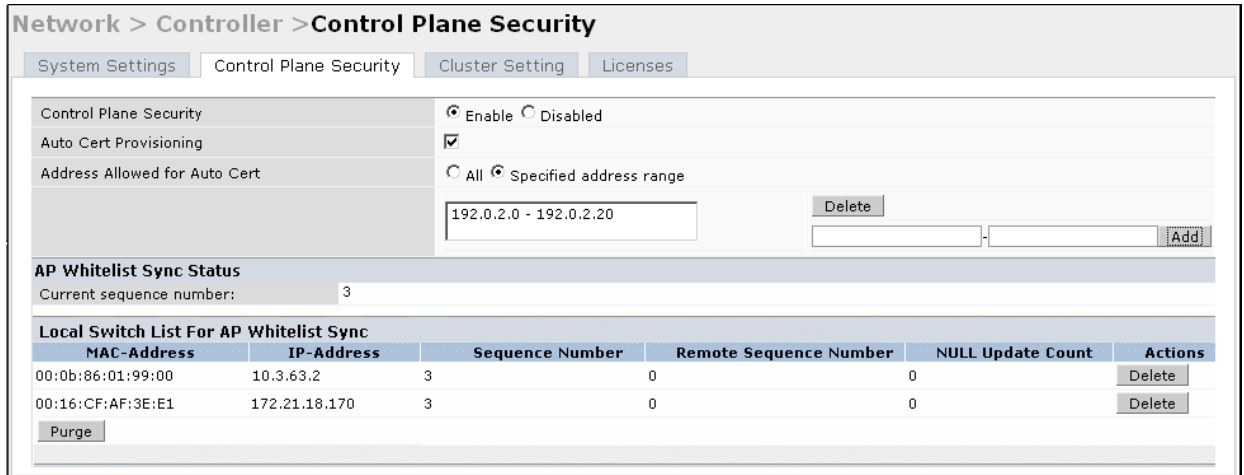 Network > Controller >Control Plane Security
System Settings Control Plane Security Cluster Setting Licenses
Control Plane Security Enable Disabled
Auto Cert Provisioning
Address Allowed for Auto Cert All Specified address range
192.0.2.0 - 192.0.2.20 Delete
- Add
AP Whitelist Sync Status
Current sequence number: 3
Local Switch List For AP Whitelist Sync
MAC-Address IP-Address Sequence Number Remote Sequence Number NULL Update Count Actions
00:0b:86:01:99:00 10.3.63.2 3 0 0 Delete
00:16:CF:AF:3E:E1 172.21.18.170 3 0 0 Delete
Purge